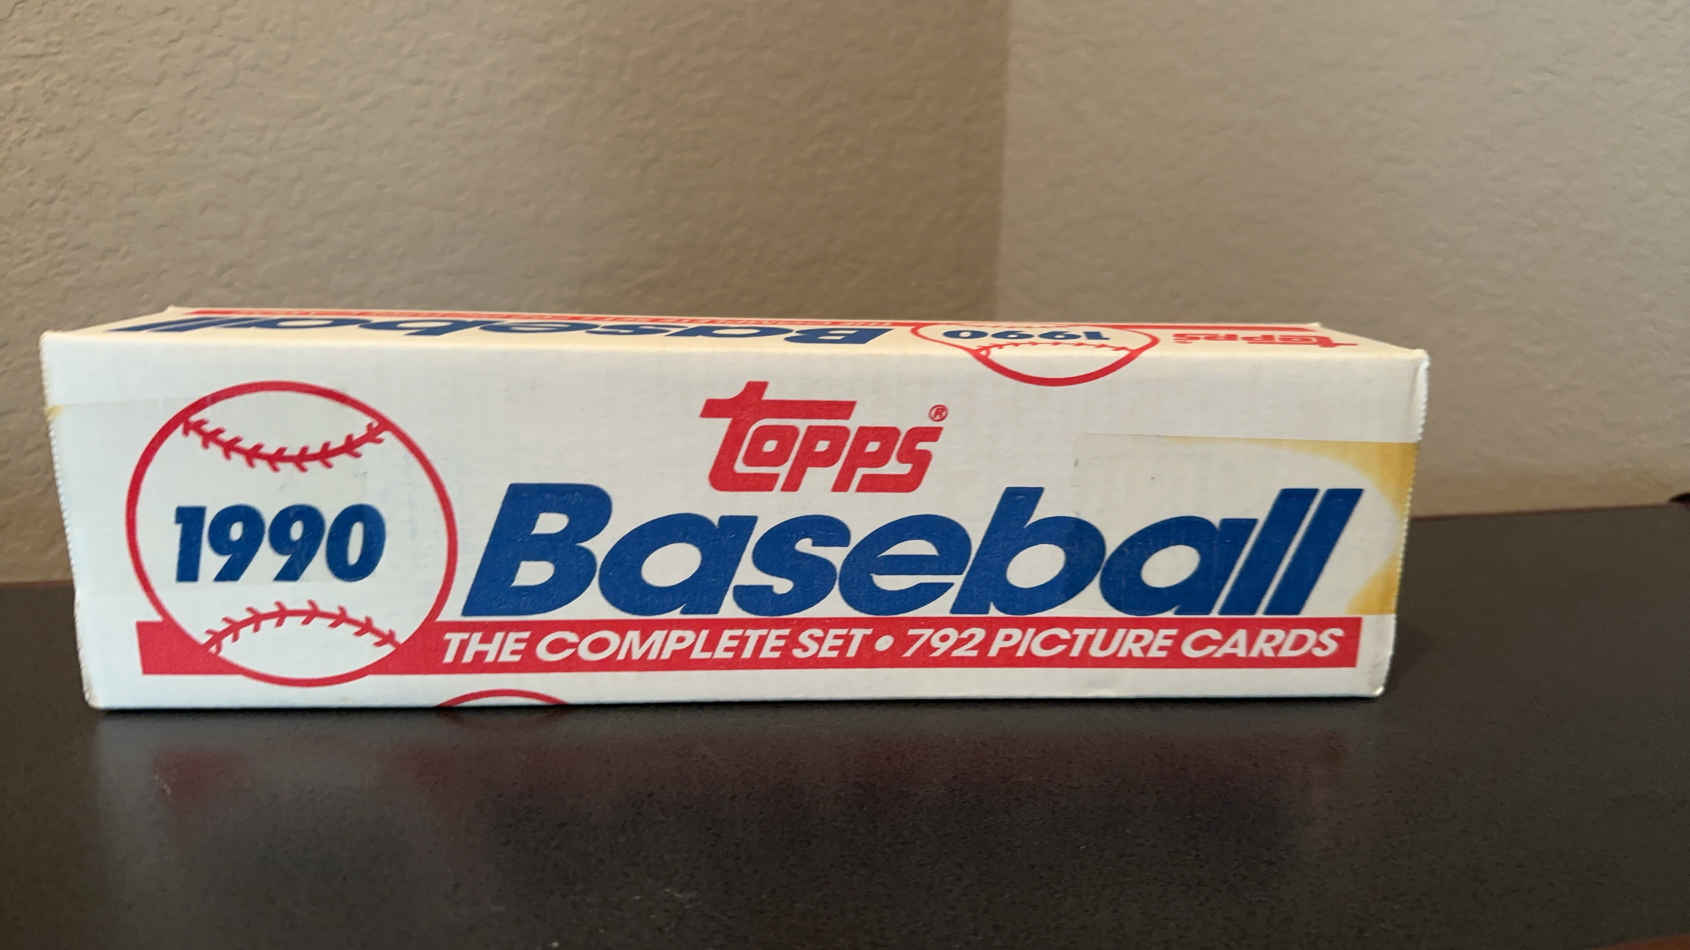 Baseball
1990
Topps
Topps®
1990
Baseball
THE COMPLETE SET • 792 PICTURE CARDS